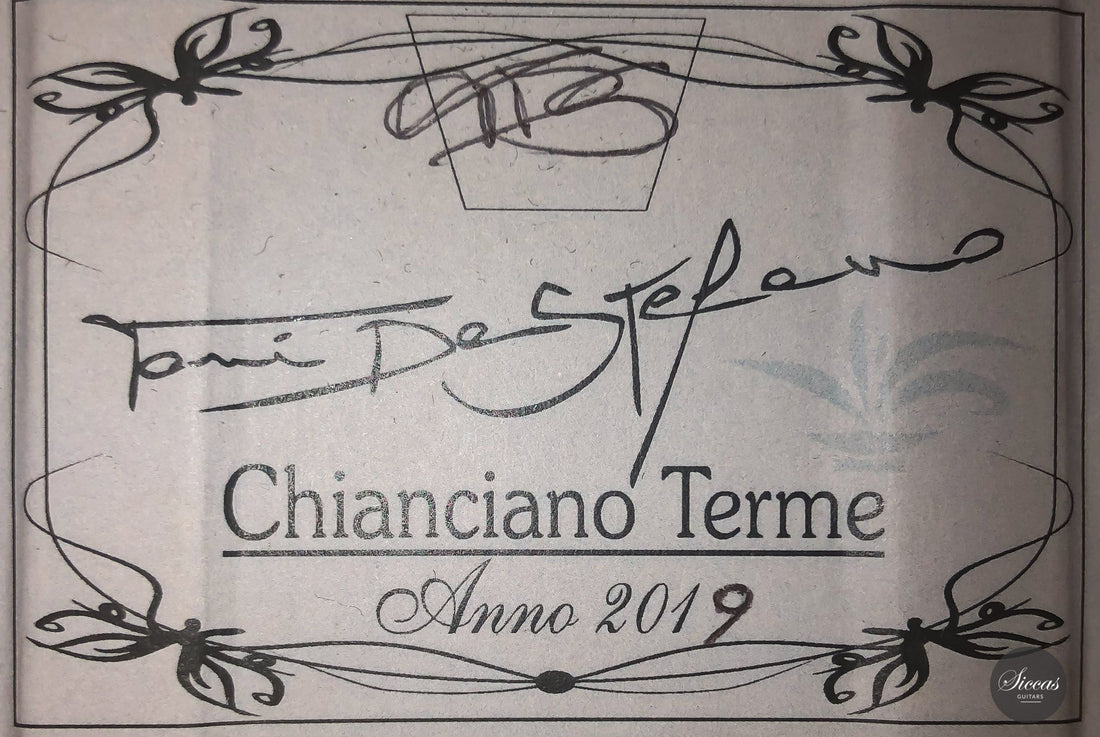 Toni De Stefano
Chianciano Terme
Anno 2019
Siccas
GUITARS